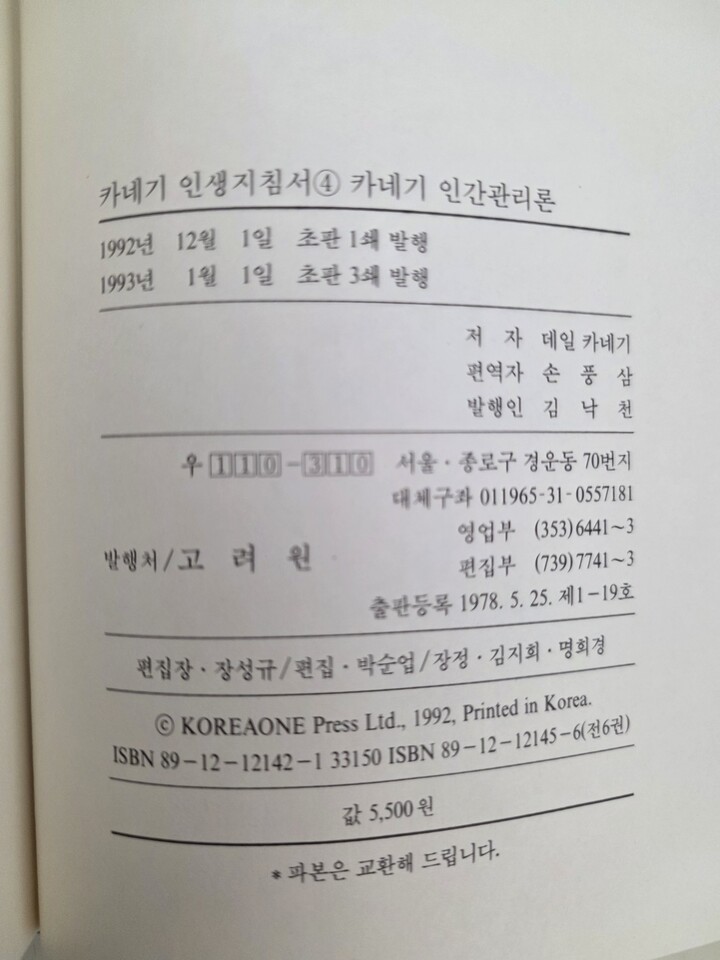 카네기 인생지침서④ 카네기 인간관리론
1992년 12월 1일 초판 1쇄 발행
1993년 1월 1일 초판 3쇄 발행
저 자 데일 카네기
편역자 손 풍 삼
발행인 김 낙 천
우 110-310 서울·종로구 경운동 70번지
대체구좌 011965-31-0557181
영업부 (353)6441~3
발행처/고 려 원 편집부 (739)7741~3
출판등록 1978. 5. 25. 제1-19호
편집장·장성규/편집·박순업/장정·김지희·명희경
© KOREAONE Press Ltd., 1992, Printed in Korea.
ISBN 89-12-12142-1 33150 ISBN 89-12-12145-6(전6권)
값 5,500원
* 파본은 교환해 드립니다.